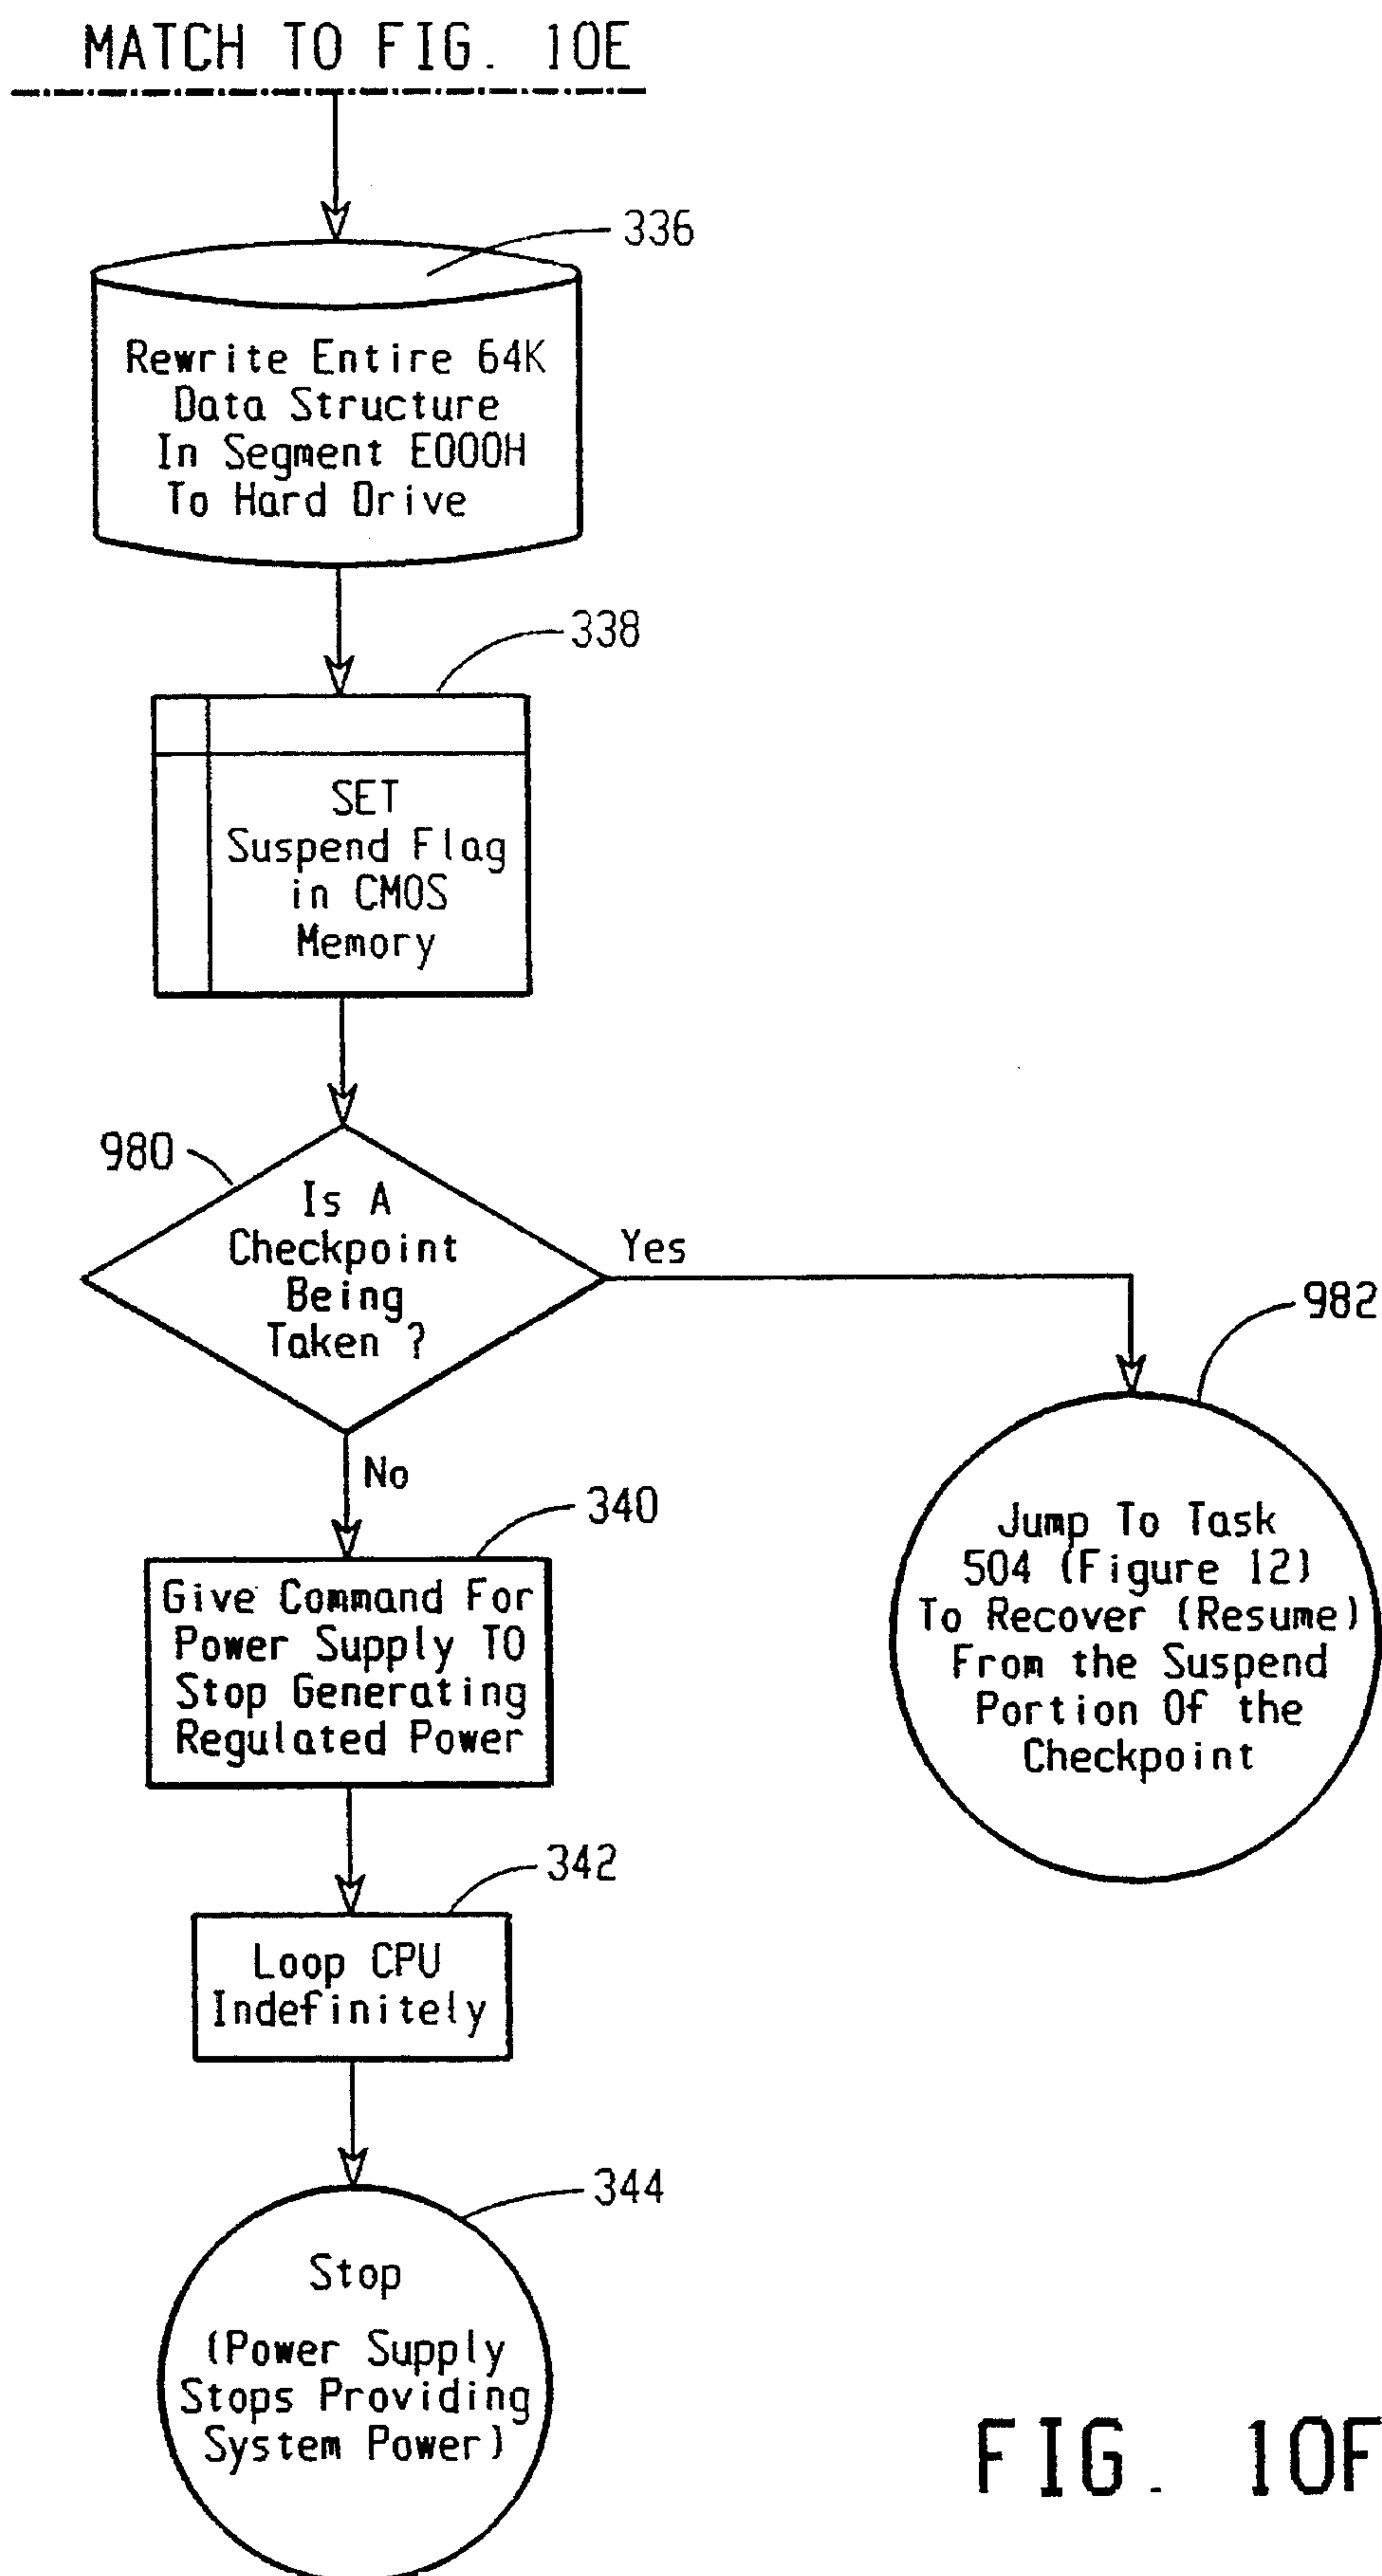 MATCH TO FIG. 10E
336
Rewrite Entire 64K
Data Structure
In Segment E000H
To Hard Drive
338
SET
Suspend Flag
in CMOS
Memory
980
Is A
Checkpoint
Being
Taken ?
Yes
982
No
340
Give Command For
Power Supply TO
Stop Generating
Regulated Power
Jump To Task
504 (Figure 12)
To Recover (Resume)
From the Suspend
Portion Of the
Checkpoint
342
Loop CPU
Indefinitely
344
Stop
(Power Supply
Stops Providing
System Power)
FIG. 10F